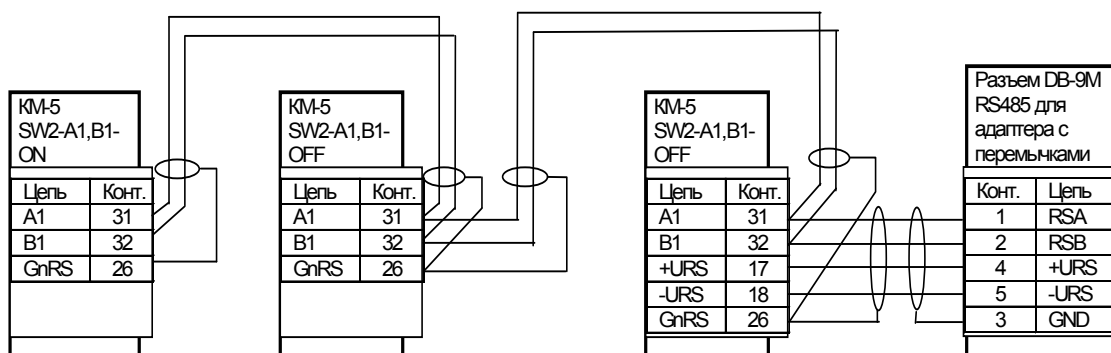 КМ-5
SW2-A1,B1-
ON
Цепь Конт.
A1 31
B1 32
GnRS 26
КМ-5
SW2-A1,B1-
OFF
Цепь Конт.
A1 31
B1 32
GnRS 26
КМ-5
SW2-A1,B1-
OFF
Цепь Конт.
A1 31
B1 32
+URS 17
-URS 18
GnRS 26
Разъем DB-9M
RS485 для
адаптера с
перемычками
Конт. Цепь
1 RSA
2 RSB
4 +URS
5 -URS
3 GND